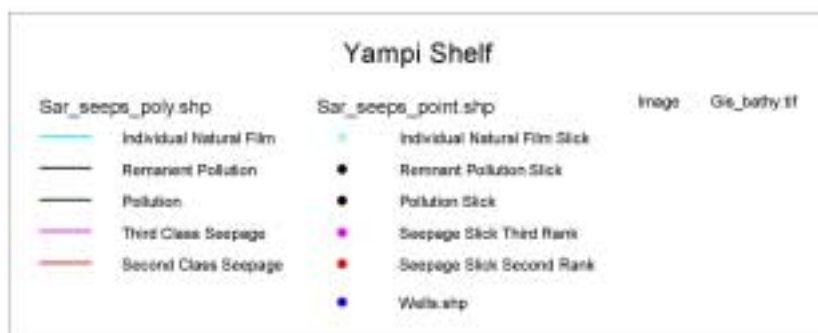 Yampi Shelf
Sar_seeps_poly.shp
Individual Natural Film
Remanent Pollution
Pollution
Third Class Seepage
Second Class Seepage
Sar_seeps_point.shp
Individual Natural Film Slick
Remnant Pollution Slick
Pollution Slick
Seepage Slick Third Rank
Seepage Slick Second Rank
Wells.shp
Image Gis_bathy.tif